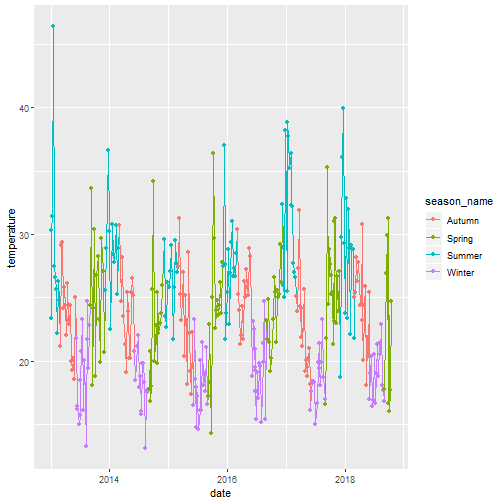 temperature
40
30
20
2014
2016
2018
date
season_name
Autumn
Spring
Summer
Winter